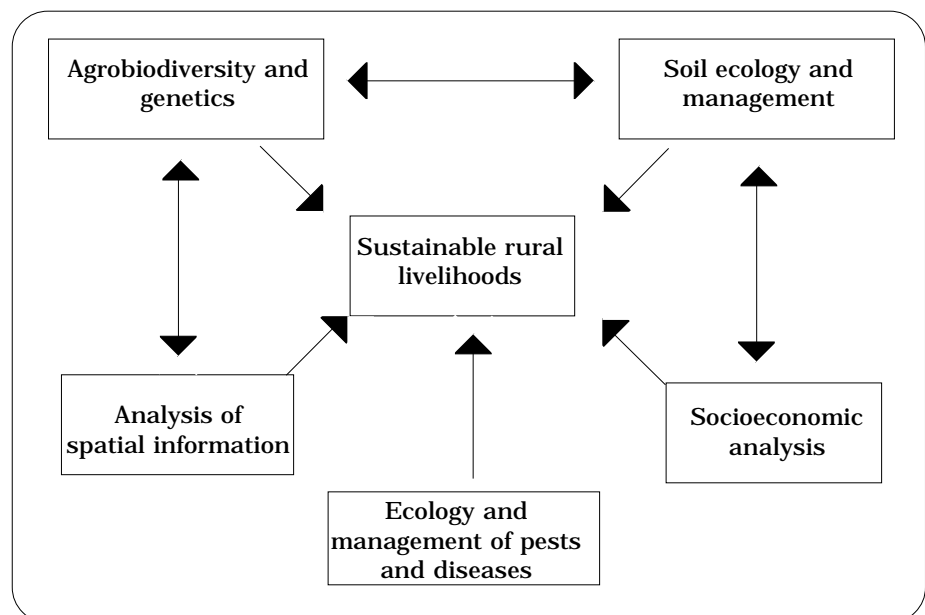 Agrobiodiversity and
genetics
Soil ecology and
management
Sustainable rural
livelihoods
Analysis of
spatial information
Socioeconomic
analysis
Ecology and
management of pests
and diseases